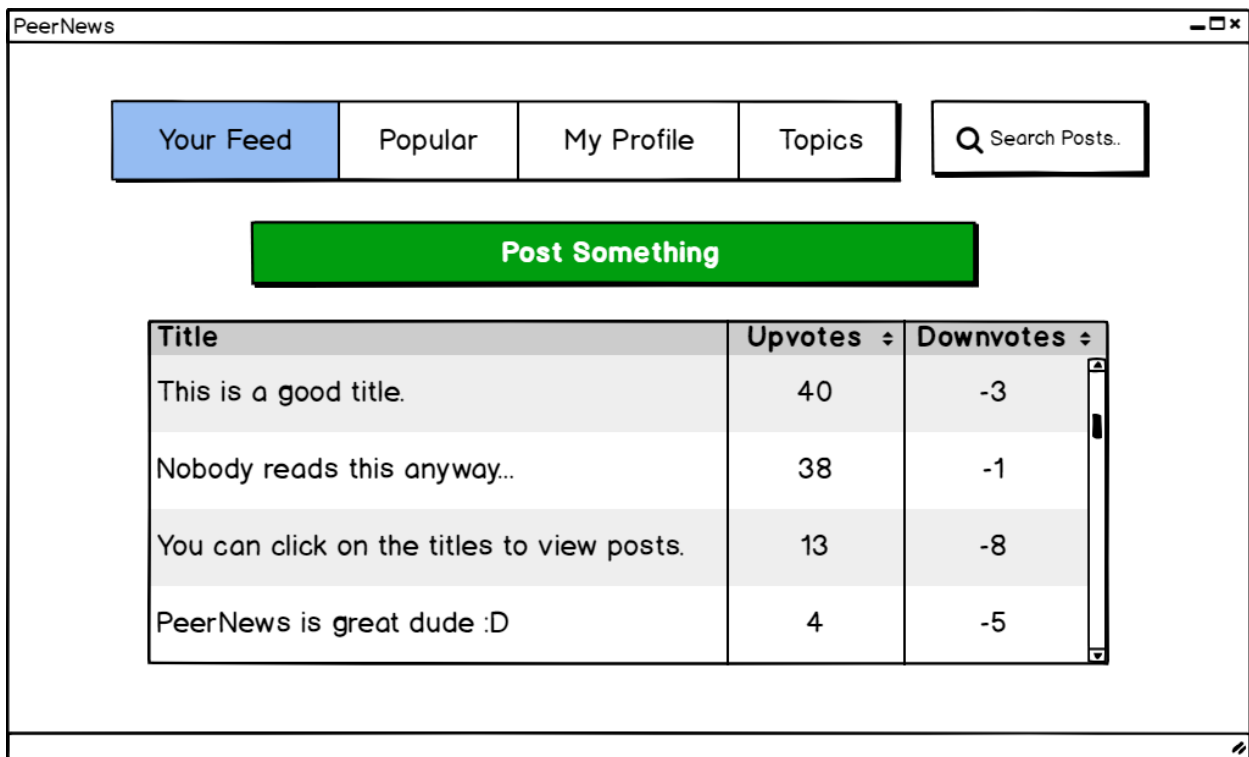 PeerNews
Your Feed Popular My Profile Topics Search Posts..
Post Something
Title Upvotes Downvotes
This is a good title. 40 -3
Nobody reads this anyway... 38 -1
You can click on the titles to view posts. 13 -8
PeerNews is great dude :D 4 -5